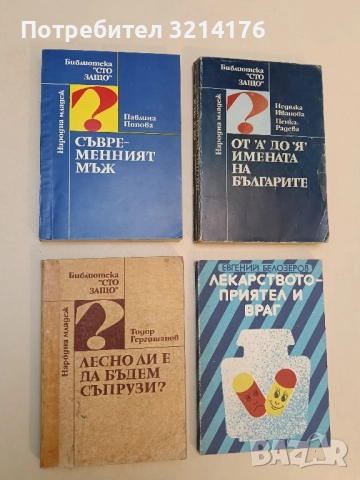 Потребител 3214176
Библиотека
"СТО
ЗАЩО"
Народна младеж
Павлина
Попова
СЪВРЕ-
МЕННИЯТ
МЪЖ
Библиотека
"СТО
ЗАЩО"
Народна младеж
Недялка
Иванова
Пенка
Радева
ОТ "А" ДО "Я"
ИМЕНАТА
НА
БЪЛГАРИТЕ
Библиотека
"СТО
ЗАЩО"
Народна младеж
Тодор
Гергишанов
ЛЕСНО ЛИ Е
ДА БЪДЕМ
СЪПРУЗИ?
ЕВГЕНИЙ БЕЛОЗЕРОВ
ЛЕКАРСТВОТО-
ПРИЯТЕЛ И
ВРАГ
BAZAR